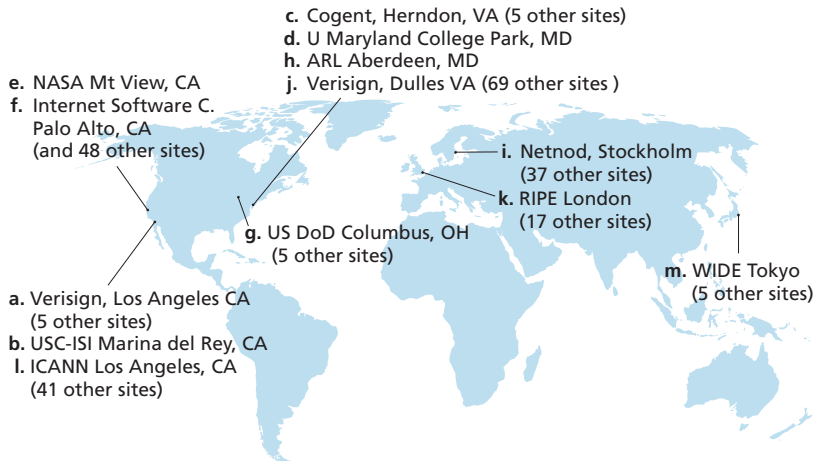 c. Cogent, Herndon, VA (5 other sites)
d. U Maryland College Park, MD
h. ARL Aberdeen, MD
j. Verisign, Dulles VA (69 other sites )
e. NASA Mt View, CA
f. Internet Software C.
Palo Alto, CA
(and 48 other sites)
i. Netnod, Stockholm
(37 other sites)
k. RIPE London
(17 other sites)
g. US DoD Columbus, OH
(5 other sites)
m. WIDE Tokyo
(5 other sites)
a. Verisign, Los Angeles CA
(5 other sites)
b. USC-ISI Marina del Rey, CA
l. ICANN Los Angeles, CA
(41 other sites)